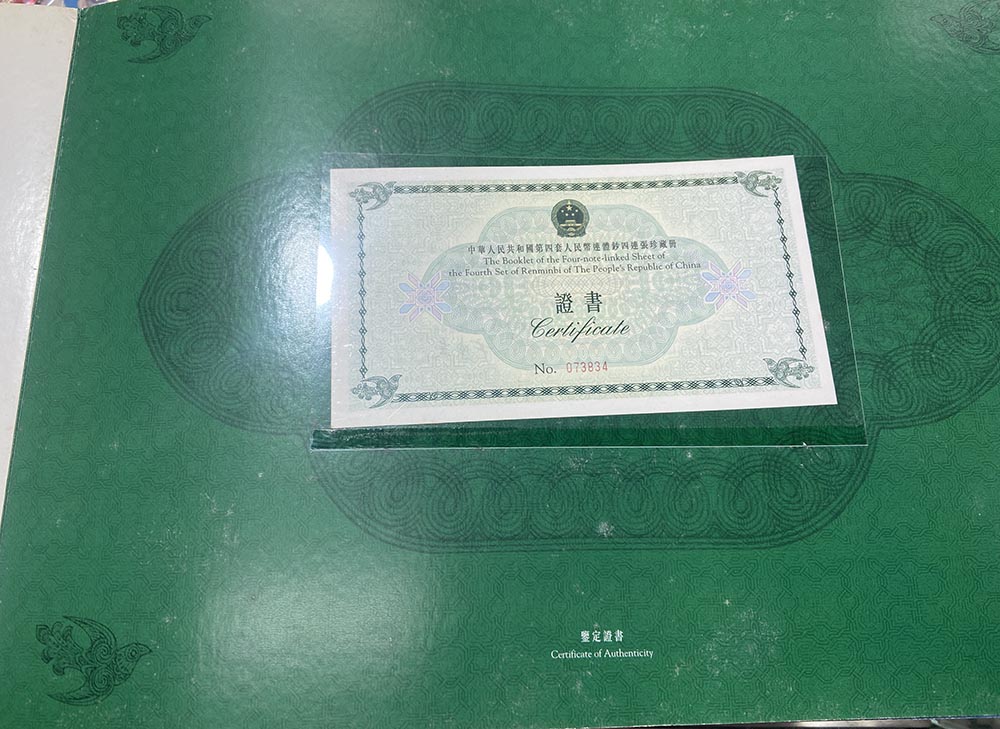 中華人民共和國第四套人民幣連體鈔四連張珍藏冊
The Booklet of the Four-note-linked Sheet of
the Fourth Set of Renminbi of The People's Republic of China
證書
Certificate
No. 073834
鑒定證書
Certificate of Authenticity